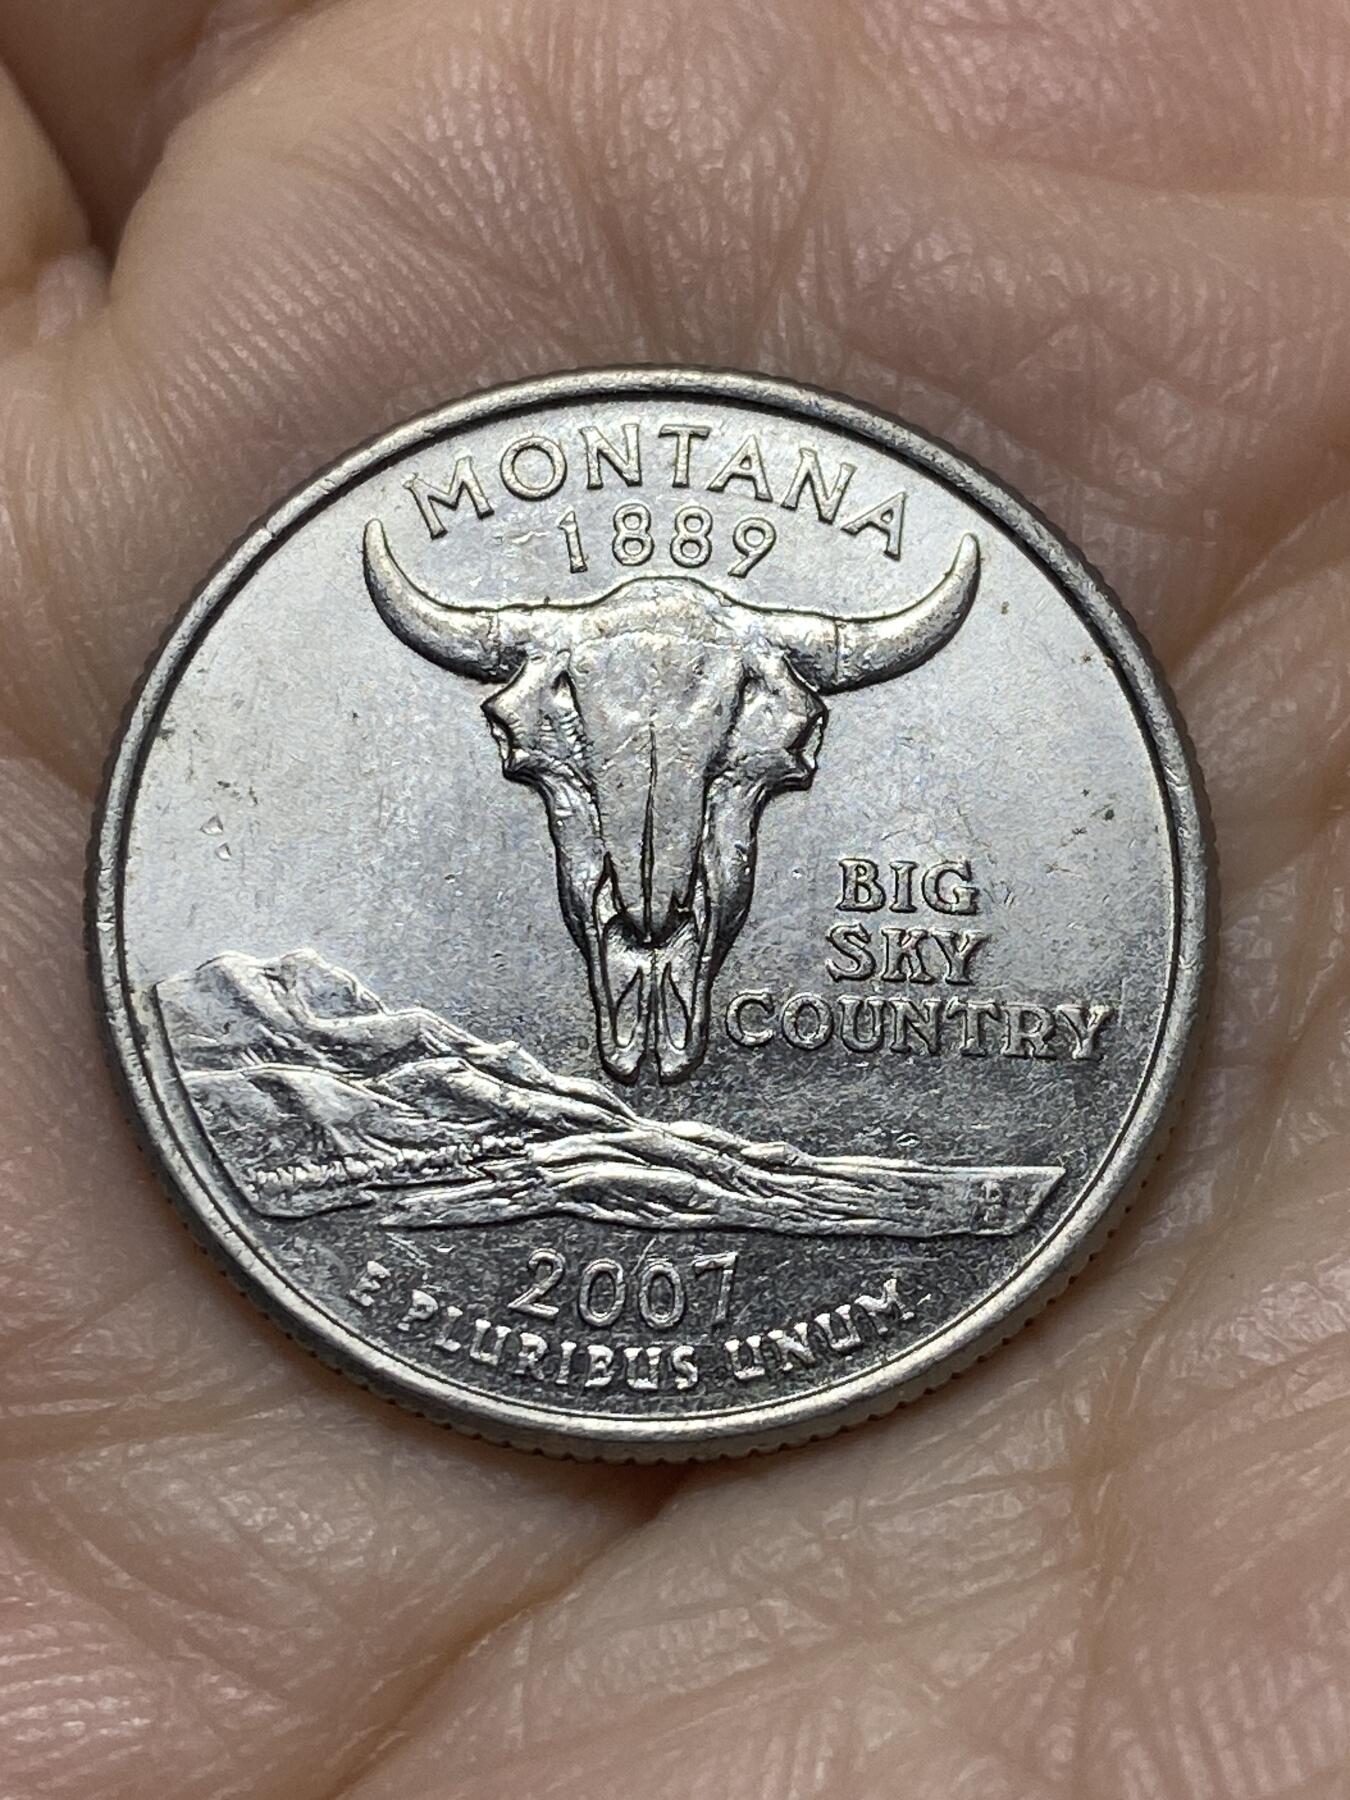 MONTANA
1889
BIG
SKY
COUNTRY
2007
E PLURIBUS UNUM